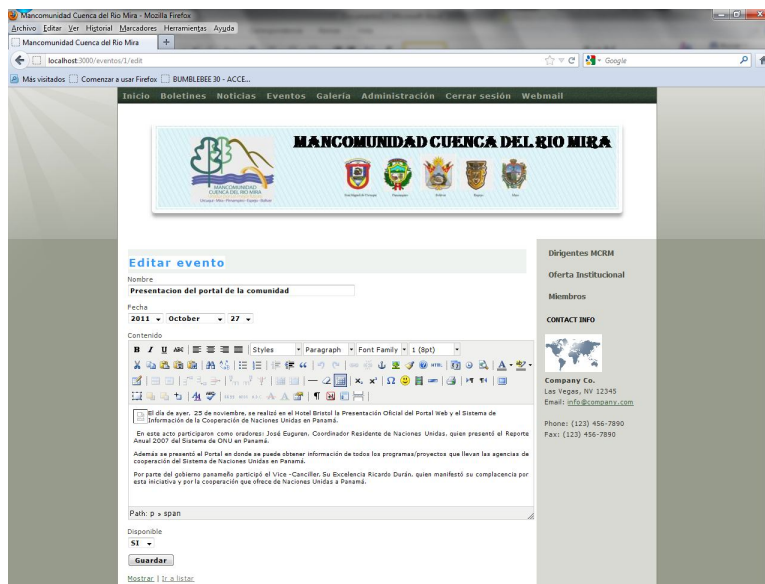 Mancomunidad Cuenca del Rio Mira - Mozilla Firefox
Archivo Editar Ver Historial Marcadores Herramientas Ayuda
Mancomunidad Cuenca del Rio Mira
localhost:3000/eventos/1/edit
Google
Más visitados Comenzar a usar Firefox BUMBLEBEE 30 - ACCE...
Inicio Boletines Noticias Eventos Galería Administración Cerrar sesión Webmail
MANCOMUNIDAD CUENCA DEL RIO MIRA
MANCOMUNIDAD
CUENCA DEL RIO MIRA
Editar evento
Nombre
Presentacion del portal de la comunidad
Fecha
2011 October 27
Contenido
B I U ABC Styles Paragraph Font Family 1 (8pt)
HTML
Ω
¶
El día de ayer, 25 de noviembre, se realizó en el Hotel Bristol la Presentación Oficial del Portal Web y el Sistema de
Información de la Cooperación de Naciones Unidas en Panamá.
En este acto participaron como oradores: José Euguren, Coordinador Residente de Naciones Unidas, quien presentó el Reporte
Anual 2007 del Sistema de ONU en Panamá.
Además se presentó el Portal en donde se puede obtener información de todos los programas/proyectos que llevan las agencias de
cooperación del Sistema de Naciones Unidas en Panamá.
Por parte del gobierno panameño participó el Vice -Canciller, Su Excelencia Ricardo Durán, quien manifestó su complacencia por
esta iniciativa y por la cooperación que ofrece de Naciones Unidas a Panamá.
Path: p » span
Disponible
SI
Guardar
Mostrar | Ir a listar
Dirigentes MCRM
Oferta Institucional
Miembros
CONTACT INFO
Company Co.
Las Vegas, NV 12345
Email: info@company.com
Phone: (123) 456-7890
Fax: (123) 456-7890